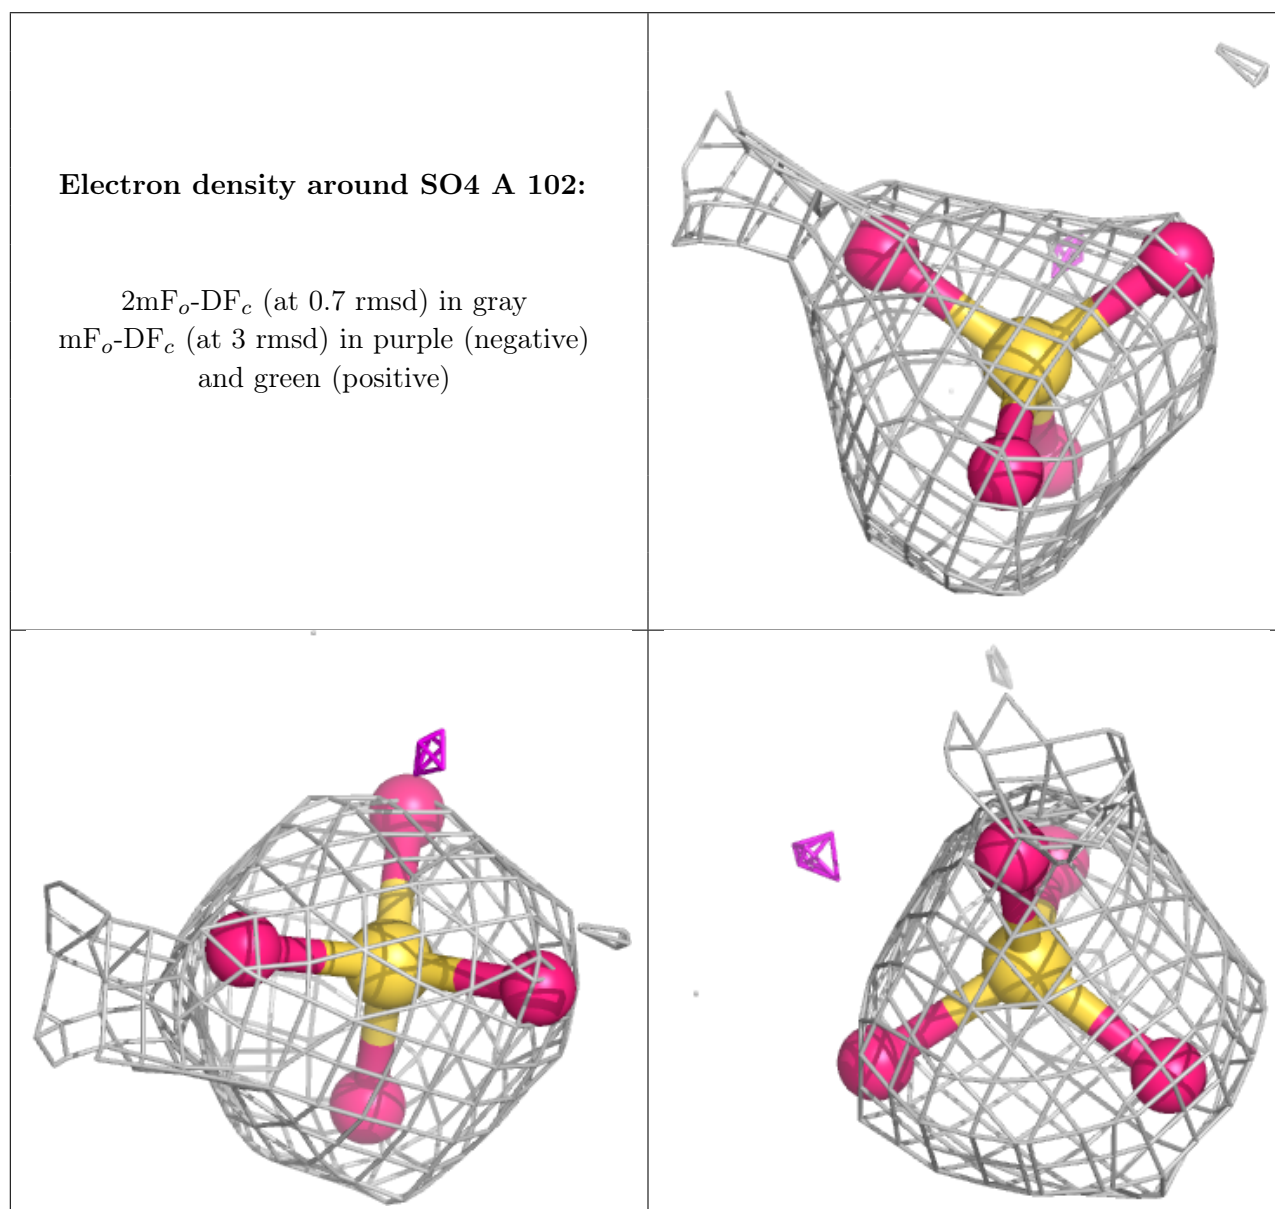 Electron density around SO4 A 102:
2mFo-DFc (at 0.7 rmsd) in gray
mFo-DFc (at 3 rmsd) in purple (negative)
and green (positive)